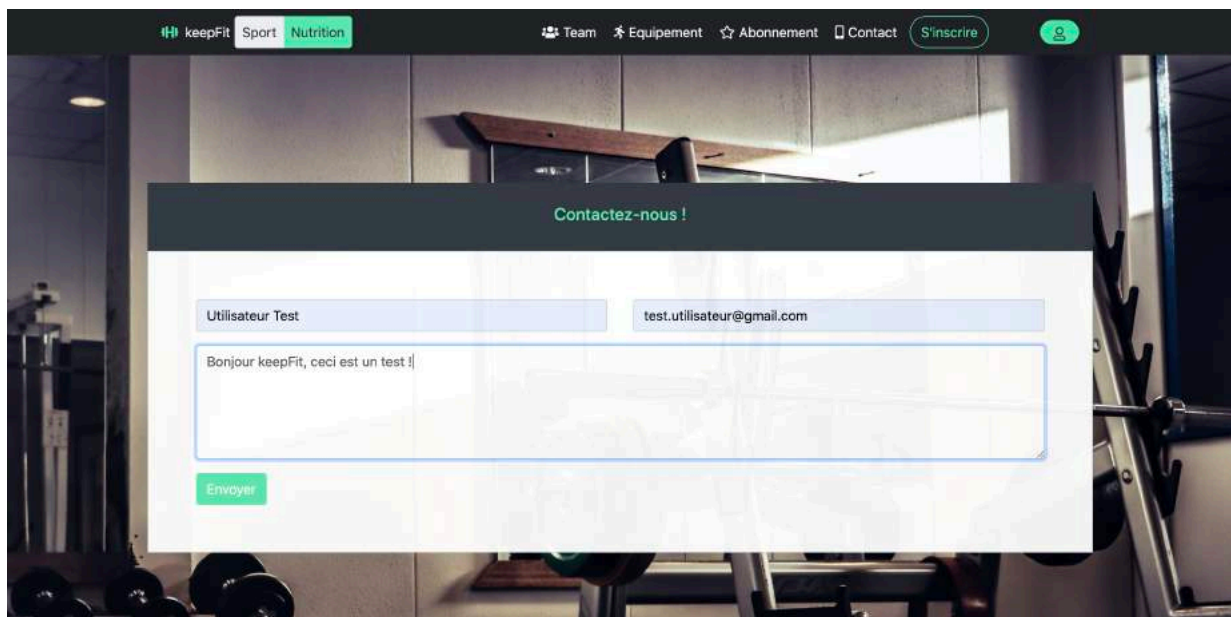 keepFit Sport Nutrition Team Equipement Abonnement Contact S'inscrire
Contactez-nous !
Utilisateur Test test.utilisateur@gmail.com
Bonjour keepFit, ceci est un test !
Envoyer